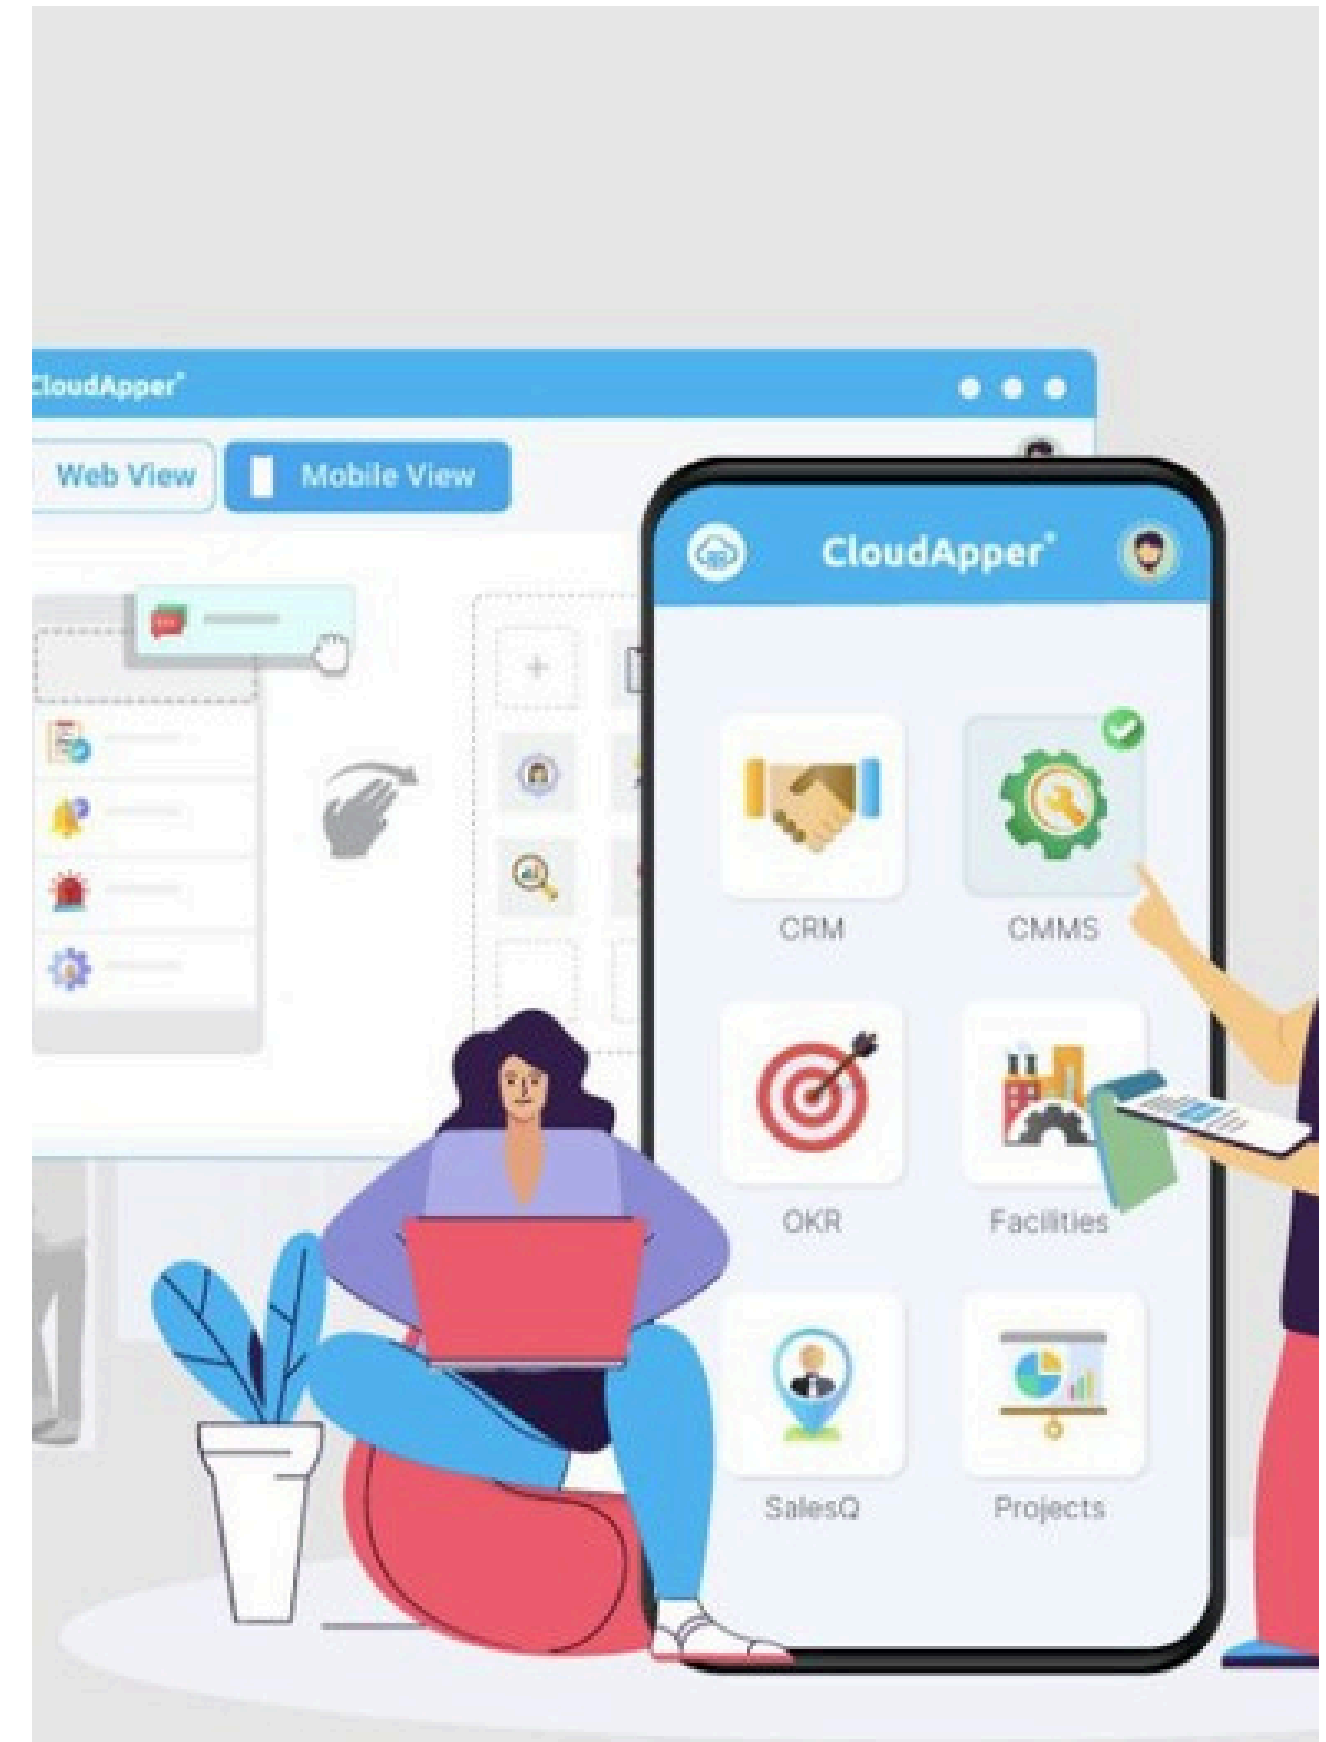 CloudApper®
Web View
Mobile View
CloudApper®
CRM
CMMS
OKR
Facilities
SalesQ
Projects